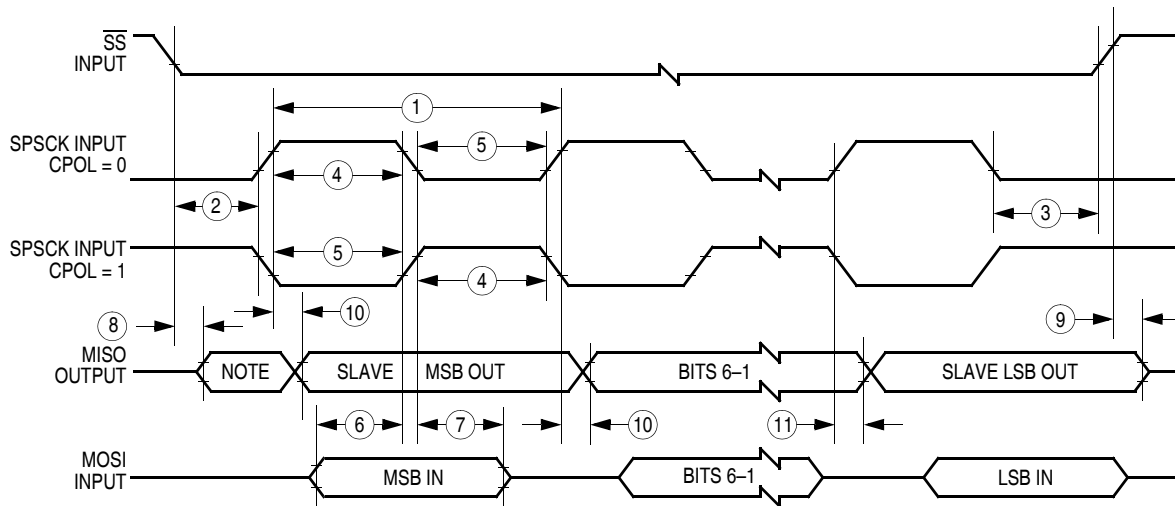 SS
INPUT
1
SPSCK INPUT
CPOL = 0
5
4
2
3
SPSCK INPUT
CPOL = 1
5
4
8
10
9
MISO
OUTPUT
NOTE
SLAVE MSB OUT
BITS 6–1
SLAVE LSB OUT
6
7
10
11
MOSI
INPUT
MSB IN
BITS 6–1
LSB IN